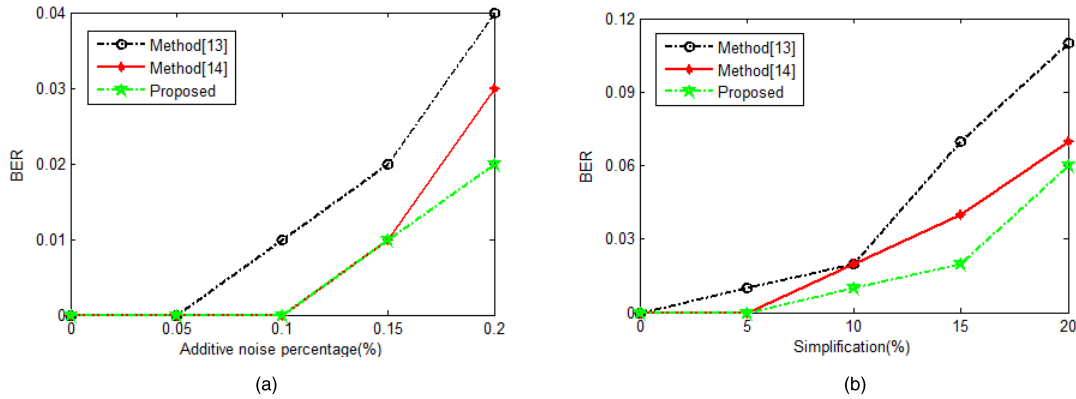 0.04
0.03
0.02
0.01
0
BER
Method[13]
Method[14]
Proposed
0
0.05
0.1
0.15
0.2
Additive noise percentage(%)
(a)
0.12
0.09
0.06
0.03
0
BER
Method[13]
Method[14]
Proposed
0
5
10
15
20
Simplification(%)
(b)